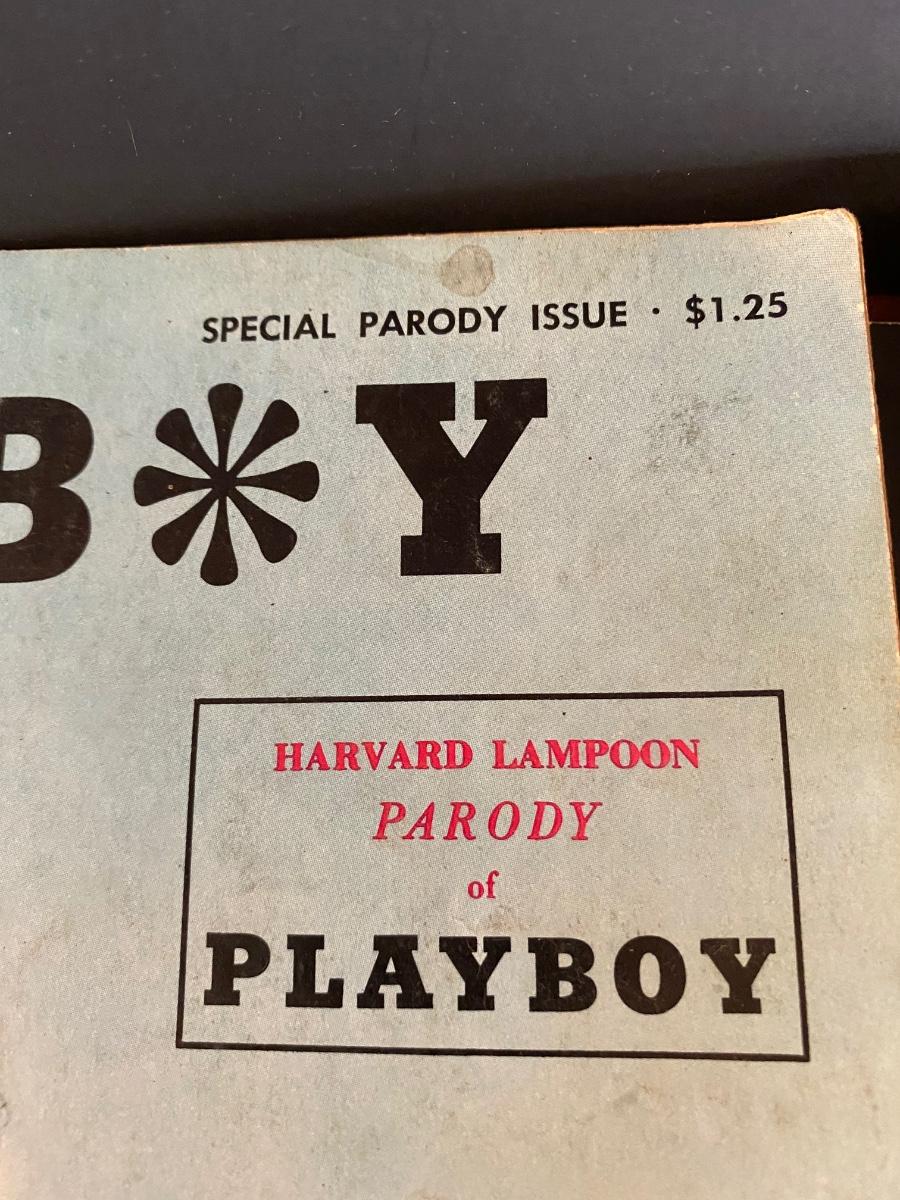 SPECIAL PARODY ISSUE · $1.25
B*Y
HARVARD LAMPOON
PARODY
of
PLAYBOY